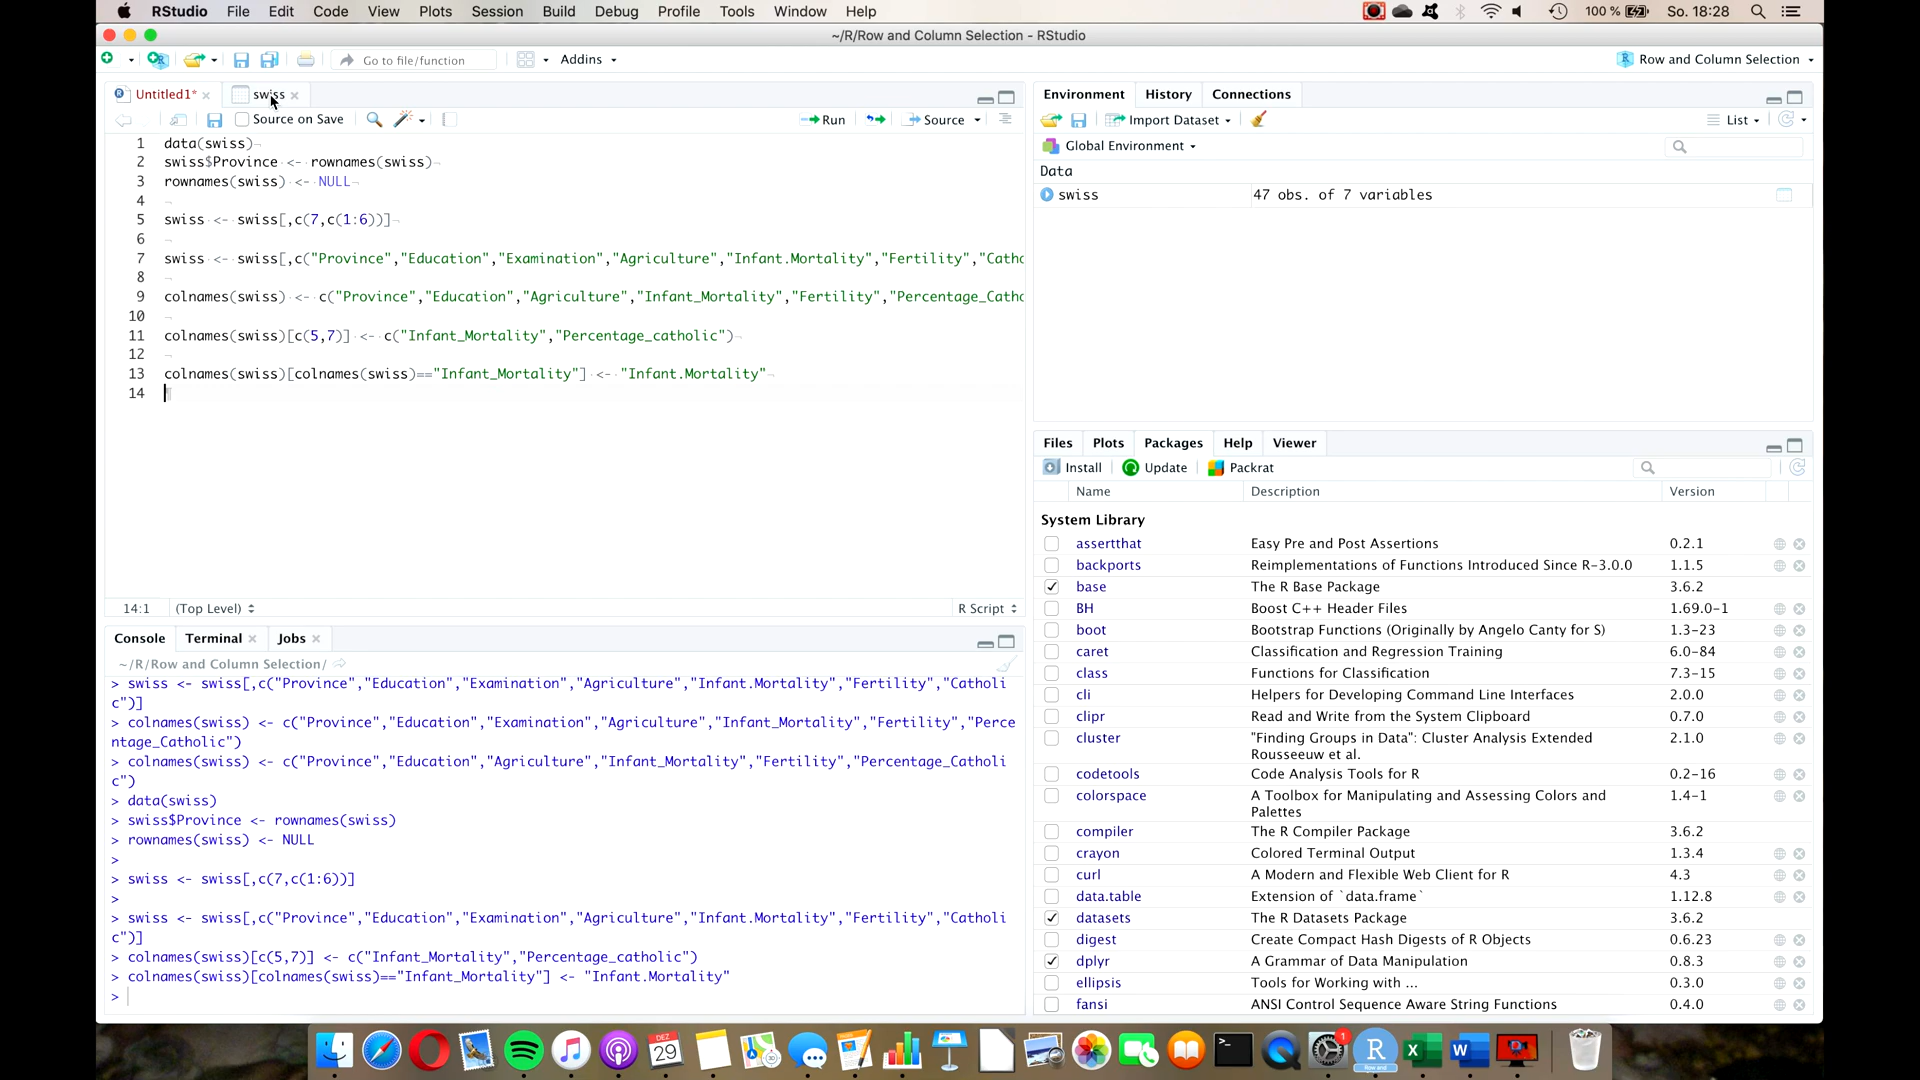 RStudio File Edit Code View Plots Session Build Debug Profile Tools Window Help 100 % So. 18:28
~/R/Row and Column Selection - RStudio
Go to file/function Addins Row and Column Selection
Untitled1* swiss
Source on Save Run Source
1 data(swiss)
2 swiss$Province <- rownames(swiss)
3 rownames(swiss) <- NULL
4
5 swiss <- swiss[,c(7,c(1:6))]
6
7 swiss <- swiss[,c("Province","Education","Examination","Agriculture","Infant.Mortality","Fertility","Catho
8
9 colnames(swiss) <- c("Province","Education","Agriculture","Infant_Mortality","Fertility","Percentage_Catho
10
11 colnames(swiss)[c(5,7)] <- c("Infant_Mortality","Percentage_catholic")
12
13 colnames(swiss)[colnames(swiss)=="Infant_Mortality"] <- "Infant.Mortality"
14
14:1 (Top Level) R Script
Console Terminal Jobs
~/R/Row and Column Selection/
> swiss <- swiss[,c("Province","Education","Examination","Agriculture","Infant.Mortality","Fertility","Catholi
c")]
> colnames(swiss) <- c("Province","Education","Examination","Agriculture","Infant_Mortality","Fertility","Perce
ntage_Catholic")
> colnames(swiss) <- c("Province","Education","Agriculture","Infant_Mortality","Fertility","Percentage_Catholi
c")
> data(swiss)
> swiss$Province <- rownames(swiss)
> rownames(swiss) <- NULL
>
> swiss <- swiss[,c(7,c(1:6))]
>
> swiss <- swiss[,c("Province","Education","Examination","Agriculture","Infant.Mortality","Fertility","Catholi
c")]
> colnames(swiss)[c(5,7)] <- c("Infant_Mortality","Percentage_catholic")
> colnames(swiss)[colnames(swiss)=="Infant_Mortality"] <- "Infant.Mortality"
>
Environment History Connections
Import Dataset List
Global Environment
Data
swiss 47 obs. of 7 variables
Files Plots Packages Help Viewer
Install Update Packrat
Name Description Version
System Library
assertthat Easy Pre and Post Assertions 0.2.1
backports Reimplementations of Functions Introduced Since R-3.0.0 1.1.5
base The R Base Package 3.6.2
BH Boost C++ Header Files 1.69.0-1
boot Bootstrap Functions (Originally by Angelo Canty for S) 1.3-23
caret Classification and Regression Training 6.0-84
class Functions for Classification 7.3-15
cli Helpers for Developing Command Line Interfaces 2.0.0
clipr Read and Write from the System Clipboard 0.7.0
cluster "Finding Groups in Data": Cluster Analysis Extended 2.1.0
Rousseeuw et al.
codetools Code Analysis Tools for R 0.2-16
colorspace A Toolbox for Manipulating and Assessing Colors and 1.4-1
Palettes
compiler The R Compiler Package 3.6.2
crayon Colored Terminal Output 1.3.4
curl A Modern and Flexible Web Client for R 4.3
data.table Extension of `data.frame` 1.12.8
datasets The R Datasets Package 3.6.2
digest Create Compact Hash Digests of R Objects 0.6.23
dplyr A Grammar of Data Manipulation 0.8.3
ellipsis Tools for Working with ... 0.3.0
fansi ANSI Control Sequence Aware String Functions 0.4.0
DEZ
29
1
R
X
W